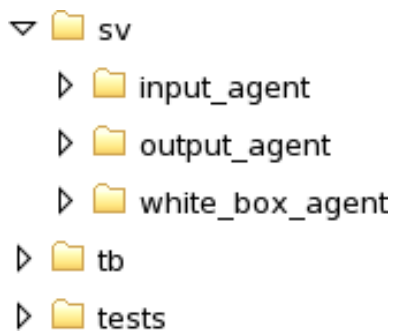 sv
input_agent
output_agent
white_box_agent
tb
tests